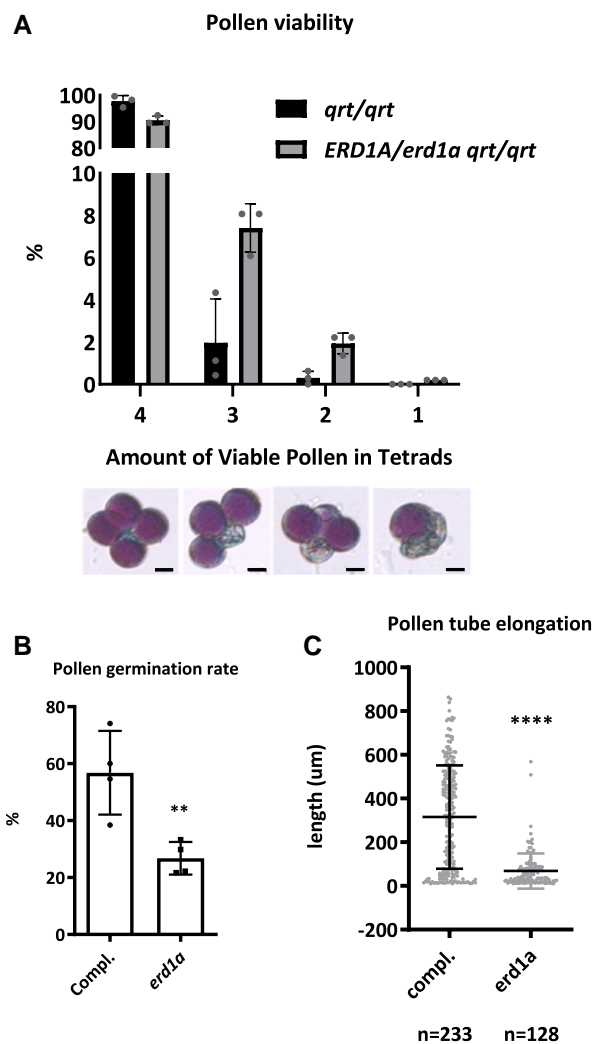 A
Pollen viability
qrt/qrt
ERD1A/erd1a qrt/qrt
100
90
80
10
8
6
4
2
0
%
4 3 2 1
Amount of Viable Pollen in Tetrads
B
Pollen germination rate
80
60
40
20
0
%
**
Compl.
erd1a
C
Pollen tube elongation
1000
800
600
400
200
0
-200
length (um)
****
compl.
erd1a
n=233 n=128